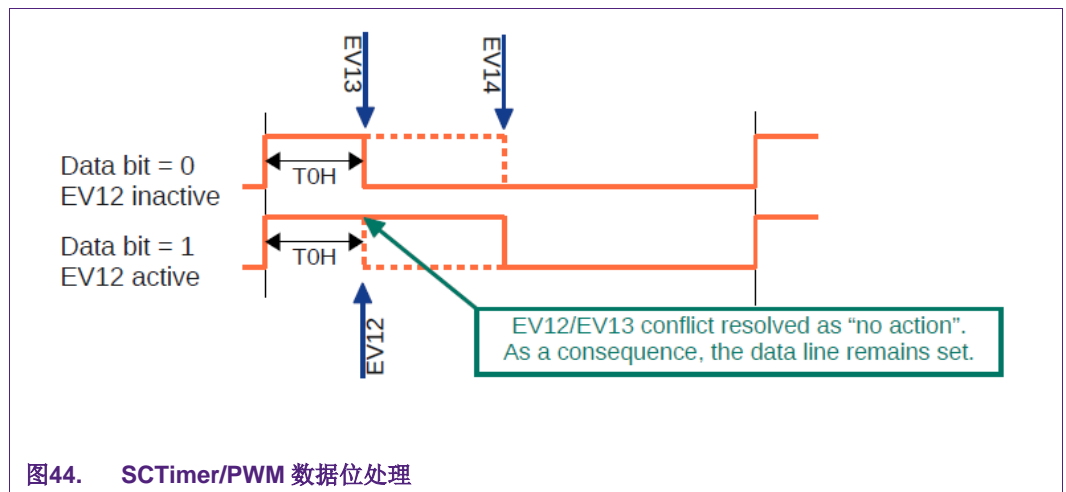 EV13
EV14
Data bit = 0
EV12 inactive
T0H
Data bit = 1
EV12 active
T0H
EV12
EV12/EV13 conflict resolved as “no action”.
As a consequence, the data line remains set.
图44. SCTimer/PWM 数据位处理